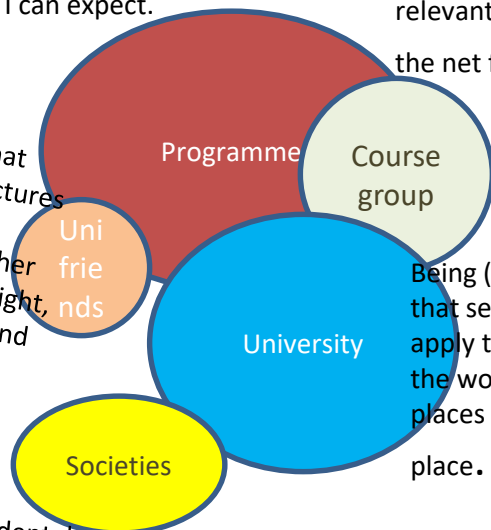 I can expect.
relevant
the net
Programme
Course
group
at
ctures
Uni
frie
nds
her
ight,
nd
Being (
that se
University
apply t
the wo
places
Societies
place.